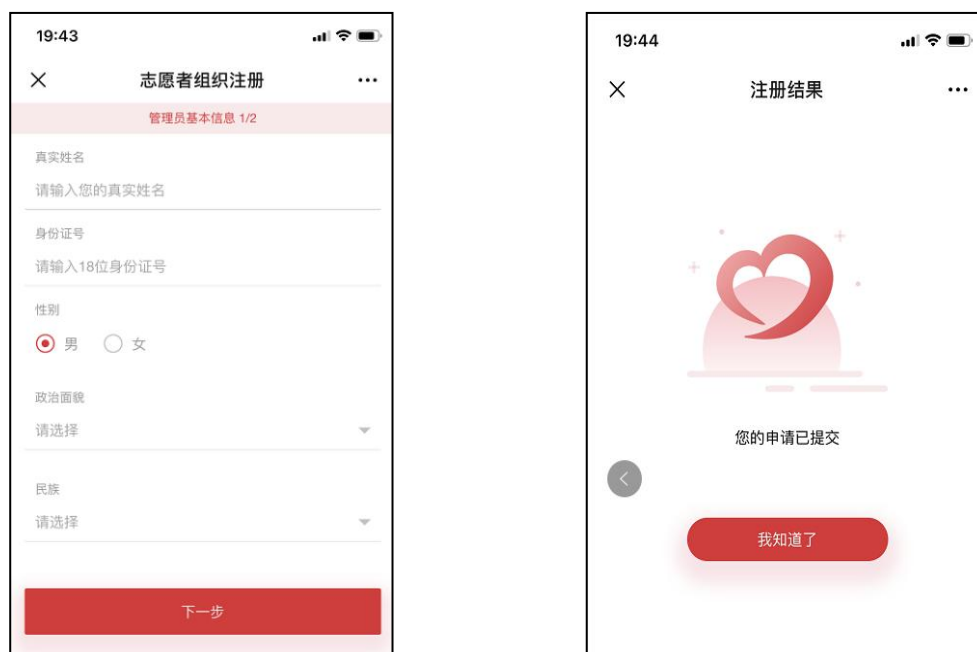 19:43
志愿者组织注册
管理员基本信息 1/2
真实姓名
请输入您的真实姓名
身份证号
请输入18位身份证号
性别
男 女
政治面貌
请选择
民族
请选择
下一步
19:44
注册结果
您的申请已提交
我知道了